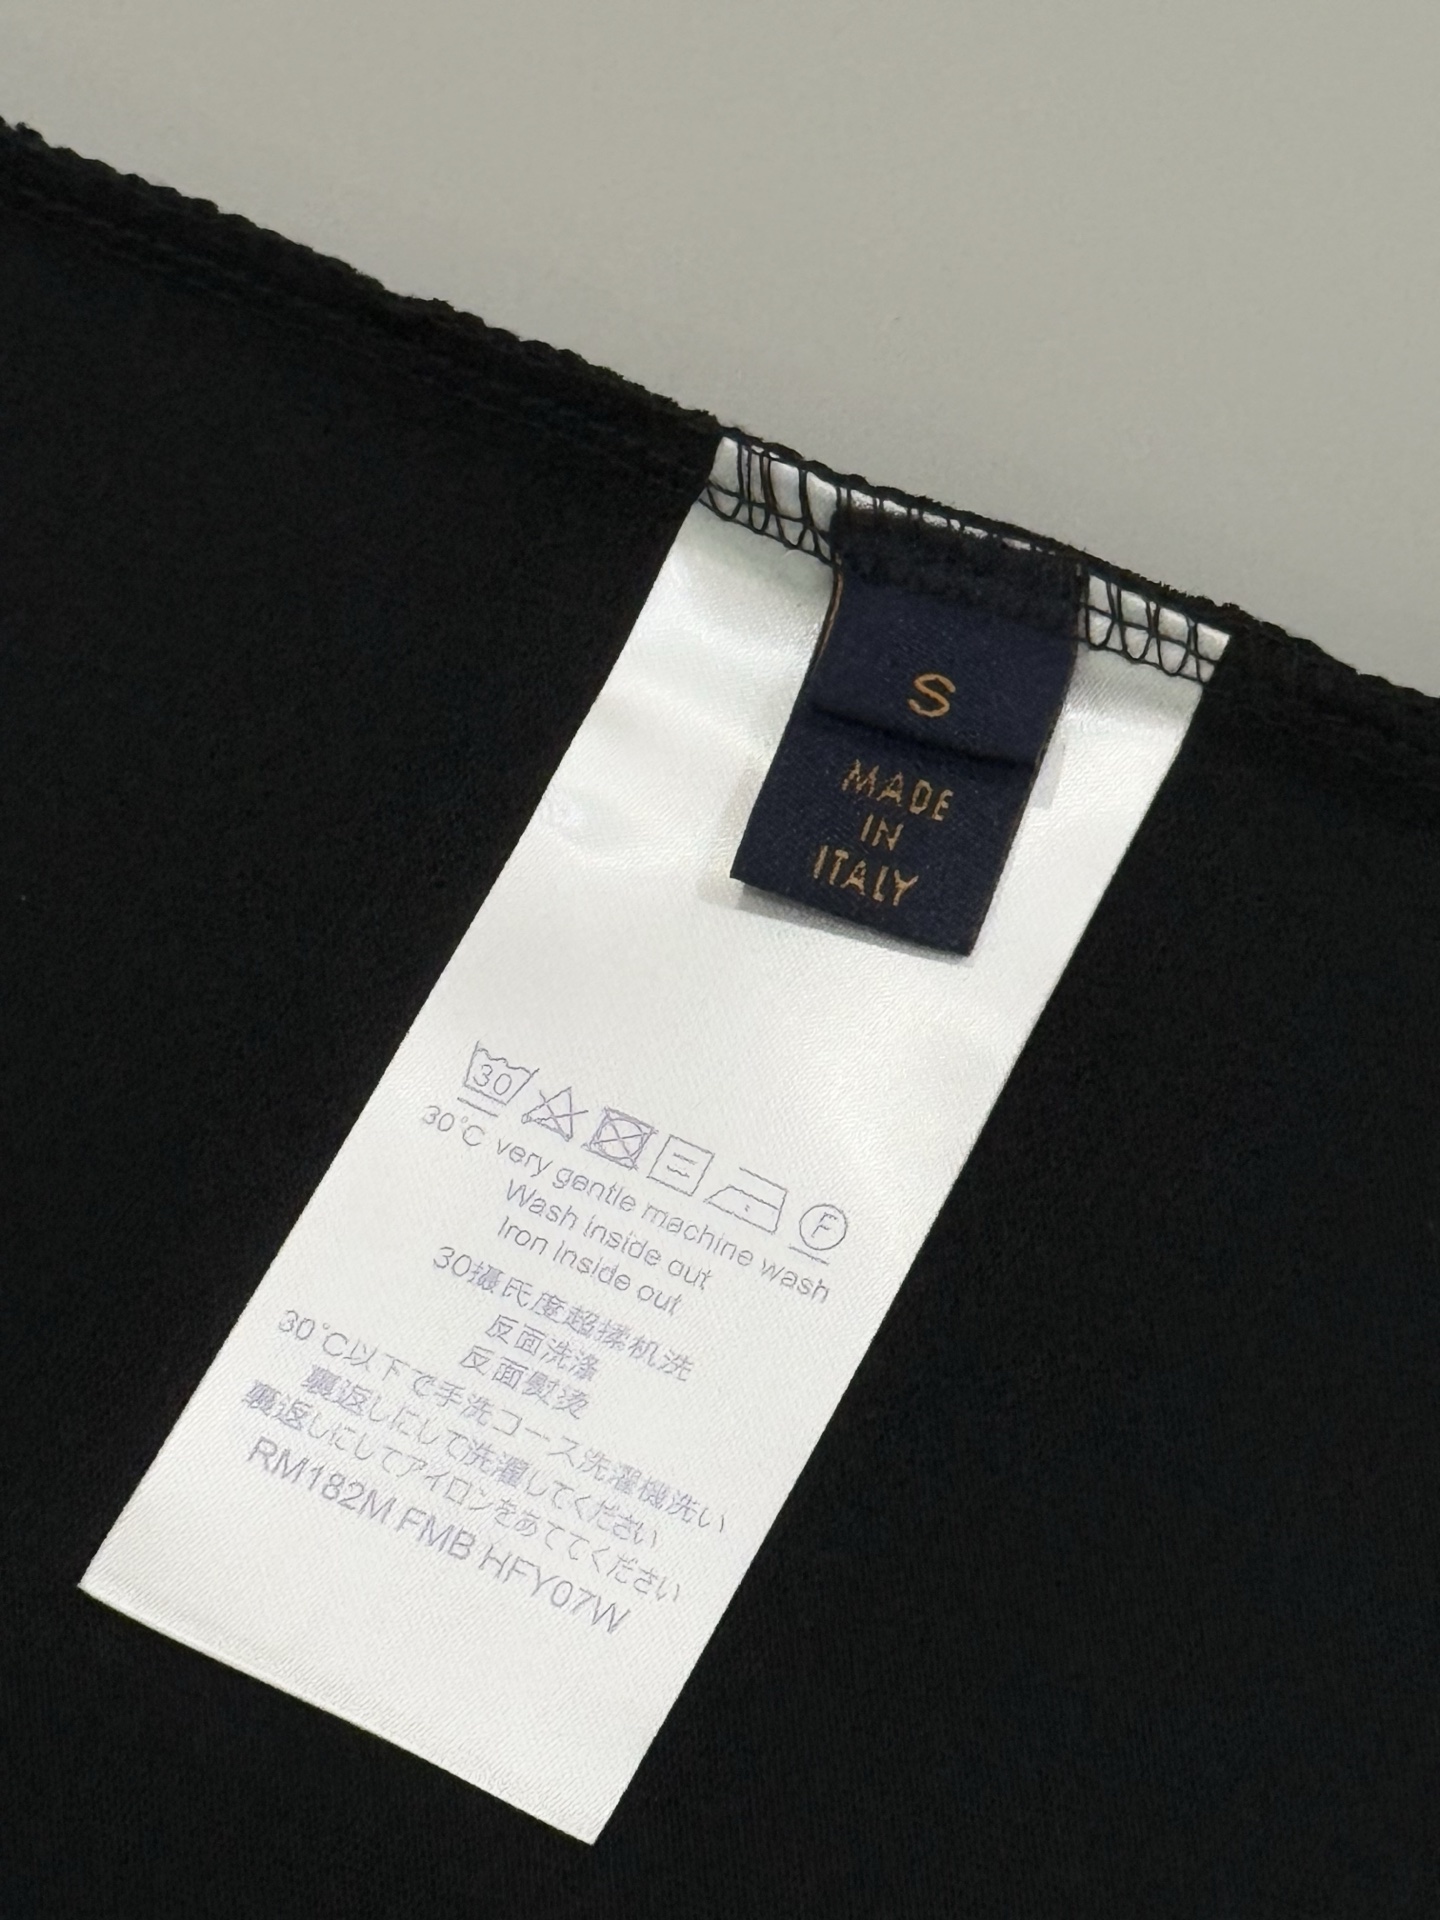 S
MADE
IN
ITALY
30
F
30°C very gentle machine wash
Wash inside out
Iron Inside out
30攝氏度超揉机洗
反面洗涤
反面熨烫
30°C以下で手洗コース洗濯機洗い
裏返しにして洗濯してください
裏返しにしてアイロンをあててください
RM182M FMB HFY07W